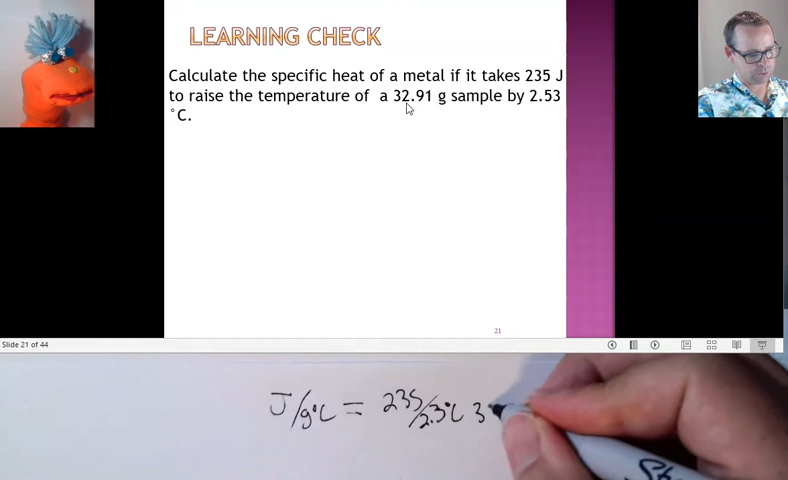 LEARNING CHECK
Calculate the specific heat of a metal if it takes 235 J
to raise the temperature of a 32.91 g sample by 2.53
°C.
21
Slide 21 of 44
J/g°C = 235/2.3°C 3